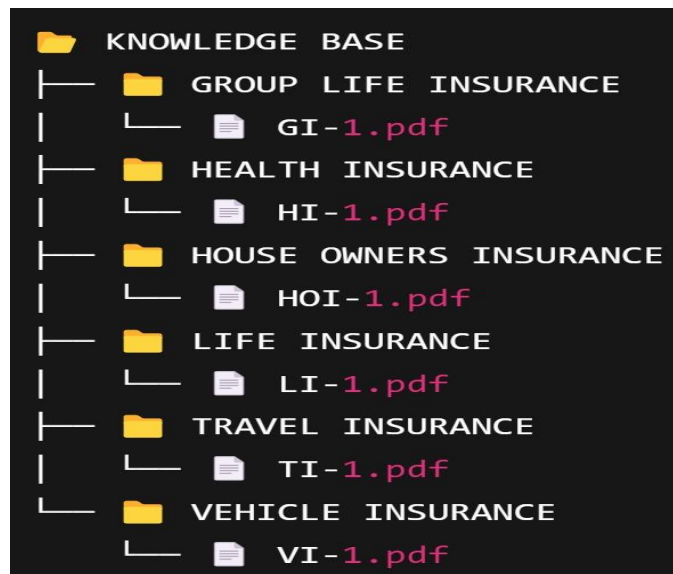 KNOWLEDGE BASE
├── GROUP LIFE INSURANCE
│   └── GI-1.pdf
├── HEALTH INSURANCE
│   └── HI-1.pdf
├── HOUSE OWNERS INSURANCE
│   └── HOI-1.pdf
├── LIFE INSURANCE
│   └── LI-1.pdf
├── TRAVEL INSURANCE
│   └── TI-1.pdf
└── VEHICLE INSURANCE
    └── VI-1.pdf